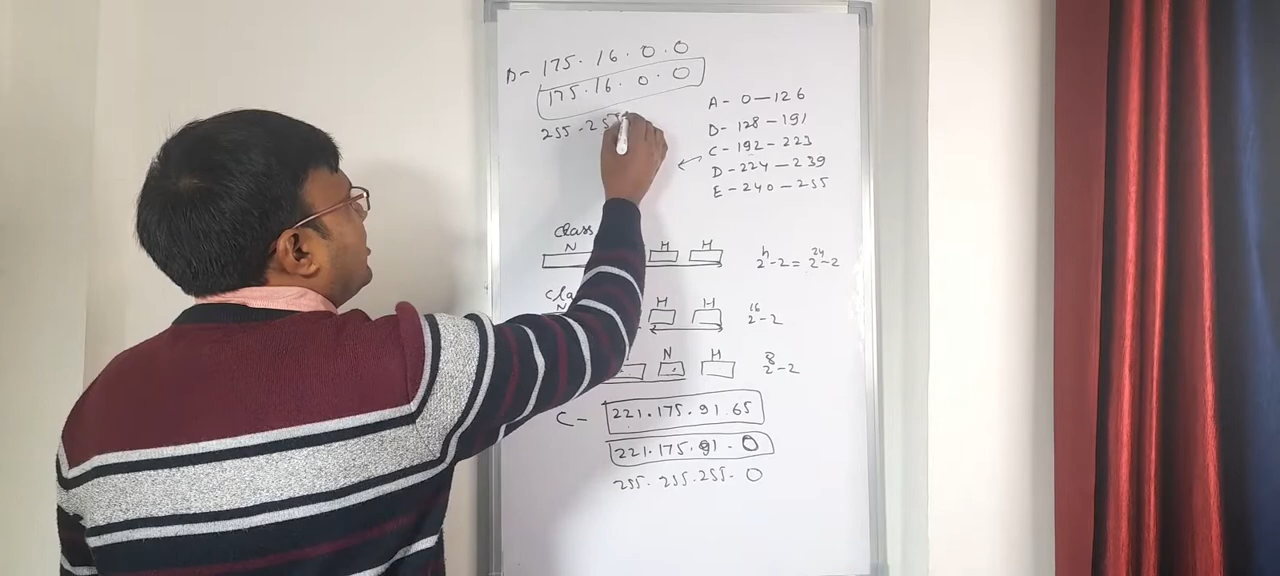 B- 175.16.0.0
175.16.0.0
255.255
A - 0-126
B- 128-191
C - 192-223
D - 224-239
E - 240-255
Class
N H H
2^h-2 = 2^24-2
Cla
N H H
2^16-2
N H
2^8-2
C- 221.175.91.65
221.175.91.0
255.255.255.0